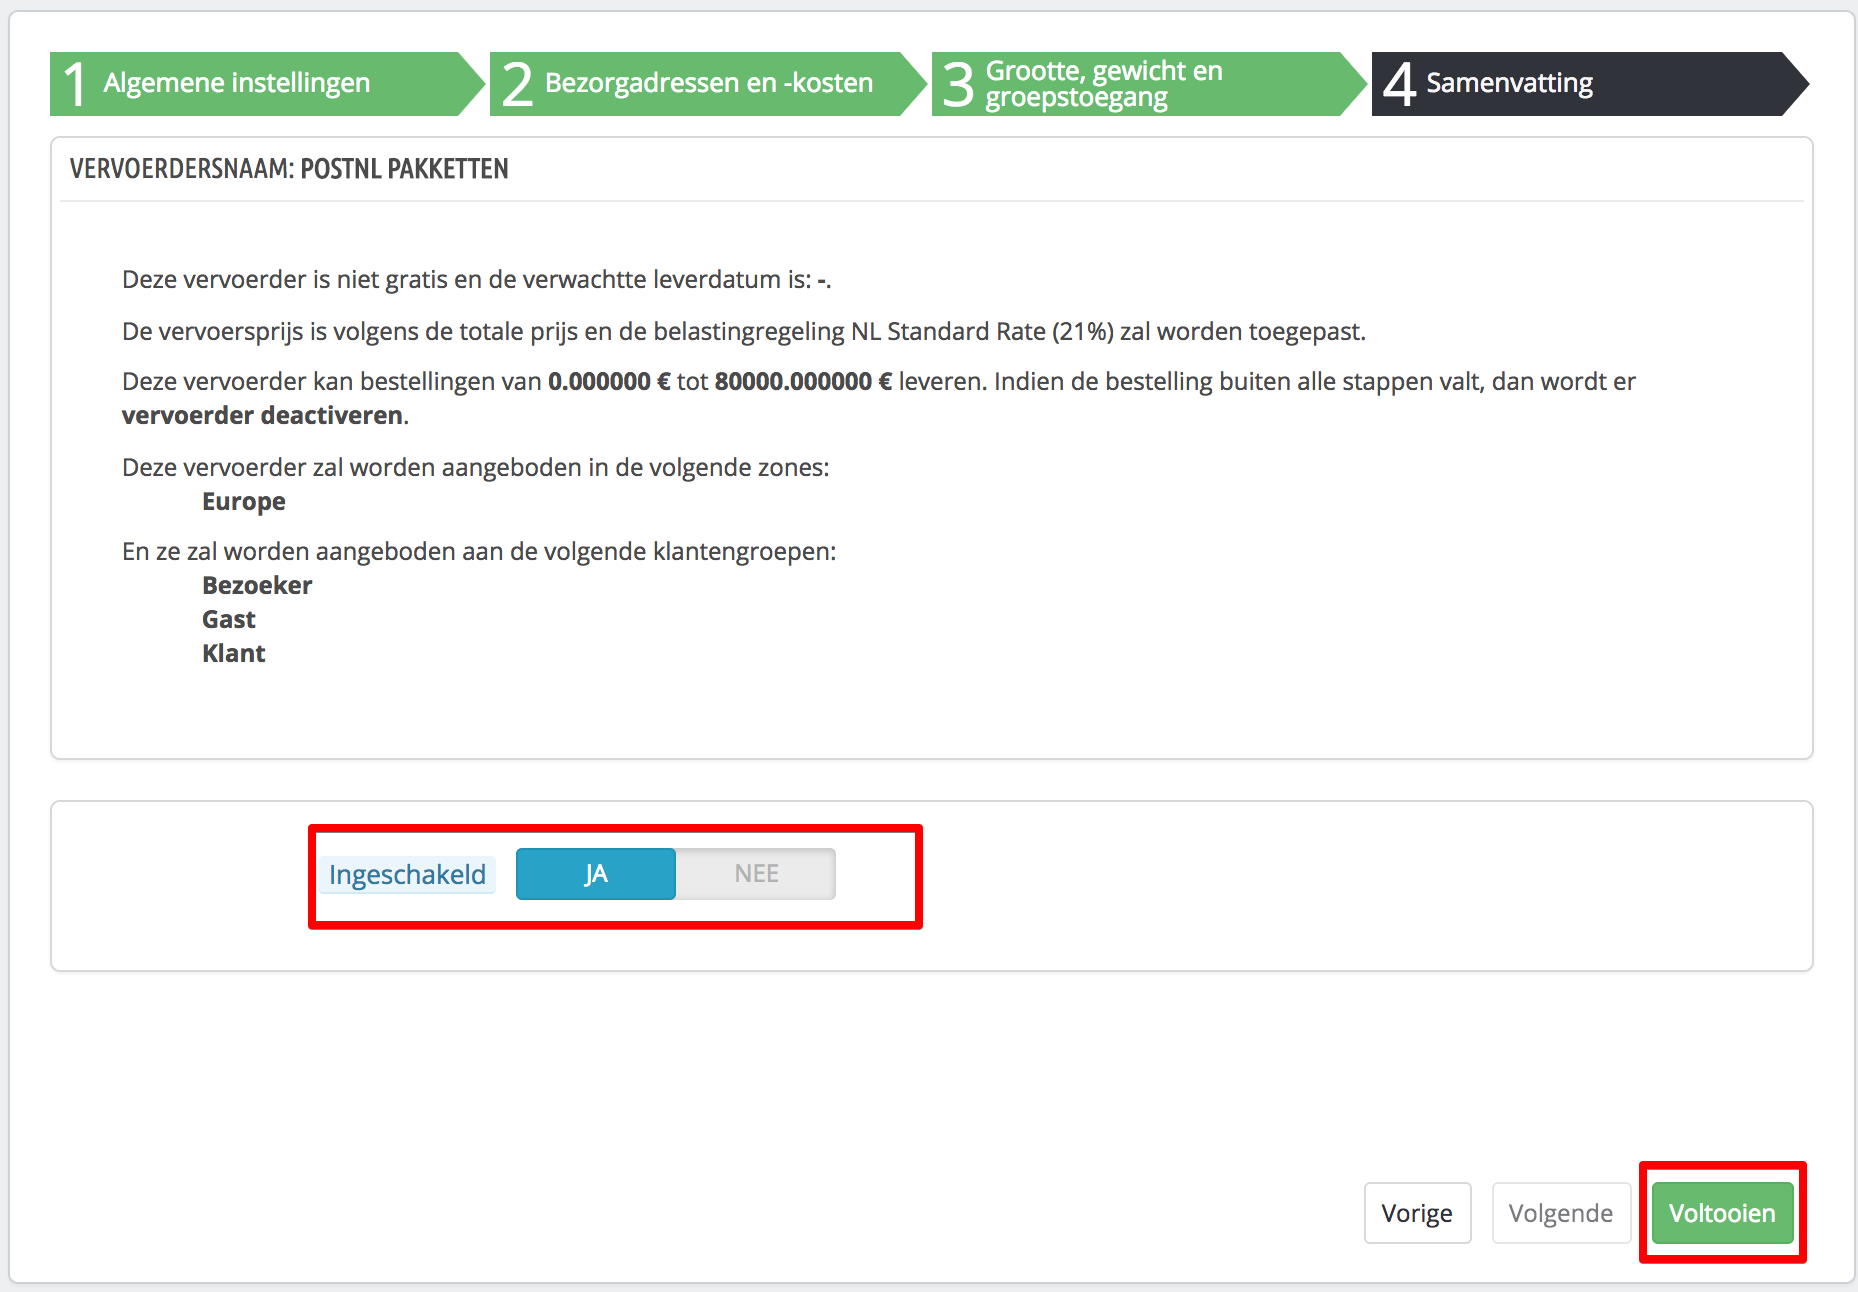 1 Algemene instellingen
2 Bezorgadressen en -kosten
3 Grootte, gewicht en
groepstoegang
4 Samenvatting
VERVOERDERSNAAM: POSTNL PAKKETTEN
Deze vervoerder is niet gratis en de verwachtte leverdatum is: -.
De vervoersprijs is volgens de totale prijs en de belastingregeling NL Standard Rate (21%) zal worden toegepast.
Deze vervoerder kan bestellingen van 0.000000 € tot 80000.000000 € leveren. Indien de bestelling buiten alle stappen valt, dan wordt er
vervoerder deactiveren.
Deze vervoerder zal worden aangeboden in de volgende zones:
Europe
En ze zal worden aangeboden aan de volgende klantengroepen:
Bezoeker
Gast
Klant
Ingeschakeld JA NEE
Vorige Volgende Voltooien